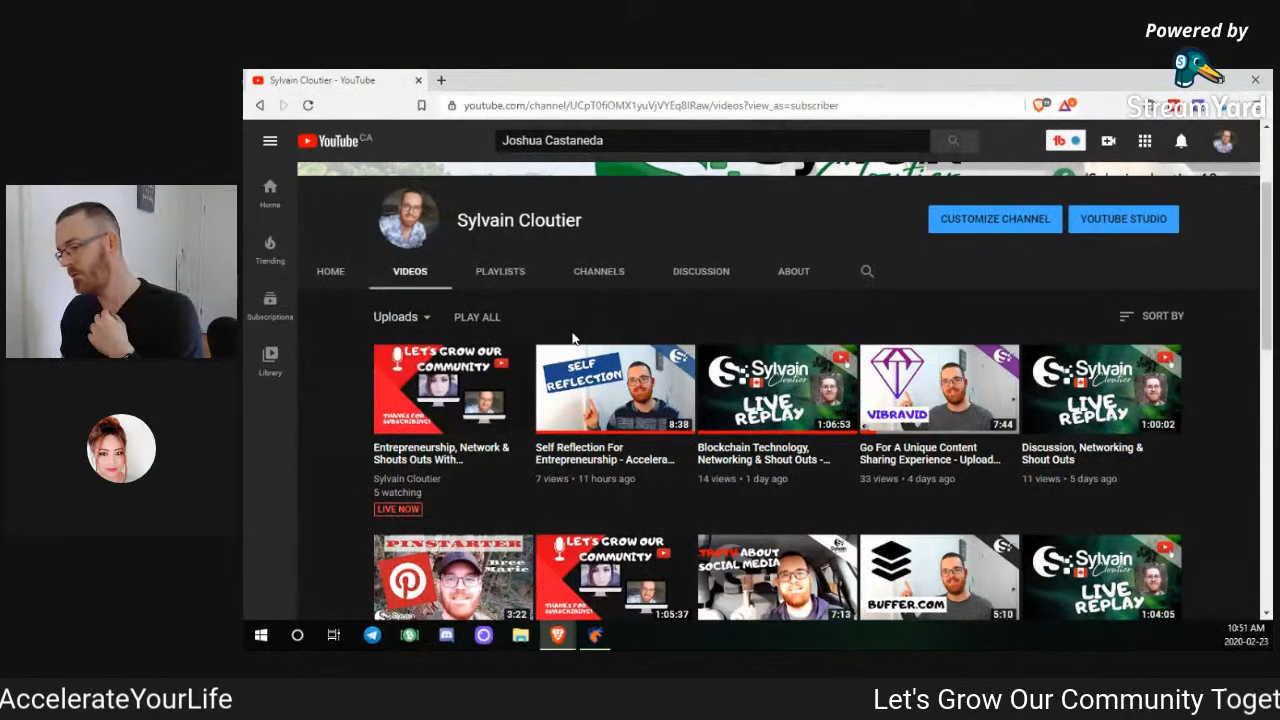 Powered by
StreamYard
Sylvain Cloutier - YouTube
youtube.com/channel/UCpT0fiOMX1yuVjVYEq8lRaw/videos?view_as=subscriber
YouTube CA
Joshua Castaneda
Home
Trending
Subscriptions
Library
Sylvain Cloutier
CUSTOMIZE CHANNEL
YOUTUBE STUDIO
HOME
VIDEOS
PLAYLISTS
CHANNELS
DISCUSSION
ABOUT
Uploads
PLAY ALL
SORT BY
LET'S GROW OUR
COMMUNITY
THANKS FOR
SUBSCRIBING!
SELF
REFLECTION
8:38
Sylvain
Cloutier
LIVE
REPLAY
1:06:53
VIBRAVID
7:44
Sylvain
Cloutier
LIVE
REPLAY
1:00:02
Entrepreneurship, Network &
Shouts Outs With...
Sylvain Cloutier
5 watching
LIVE NOW
Self Reflection For
Entrepreneurship - Accelera...
7 views • 11 hours ago
Blockchain Technology,
Networking & Shout Outs -...
14 views • 1 day ago
Go For A Unique Content
Sharing Experience - Upload...
33 views • 4 days ago
Discussion, Networking &
Shout Outs
11 views • 5 days ago
PINSTARTER
Bree
Marie
3:22
LET'S GROW OUR
COMMUNITY
THANKS FOR
SUBSCRIBING!
1:05:37
TRUTH ABOUT
SOCIAL MEDIA
7:13
BUFFER.COM
5:10
Sylvain
Cloutier
LIVE
REPLAY
1:04:05
10:51 AM
2020-02-23
AccelerateYourLife
Let's Grow Our Community Toget